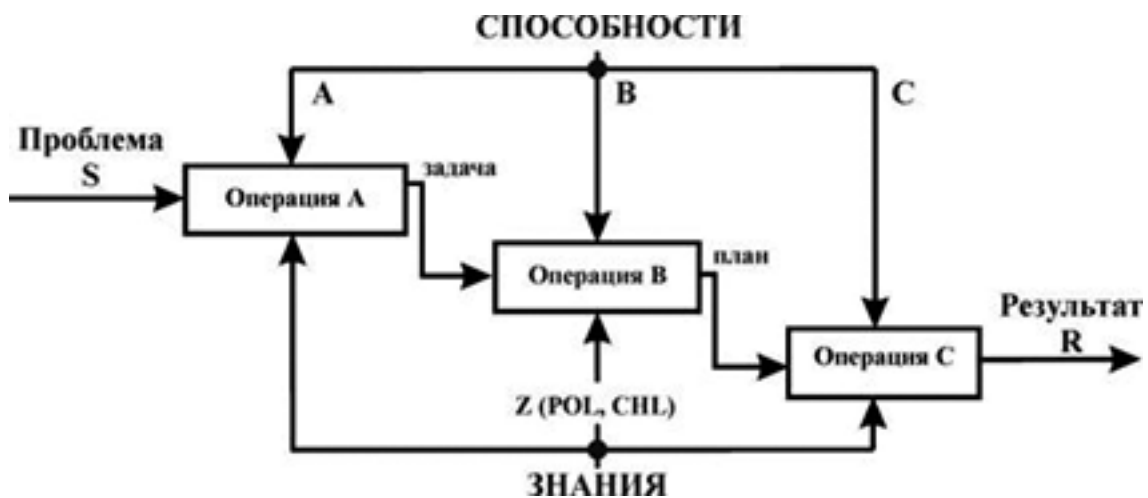 СПОСОБНОСТИ
A
B
C
Проблема
S
Операция A
задача
Операция B
план
Операция C
Результат
R
Z (POL, CHL)
ЗНАНИЯ